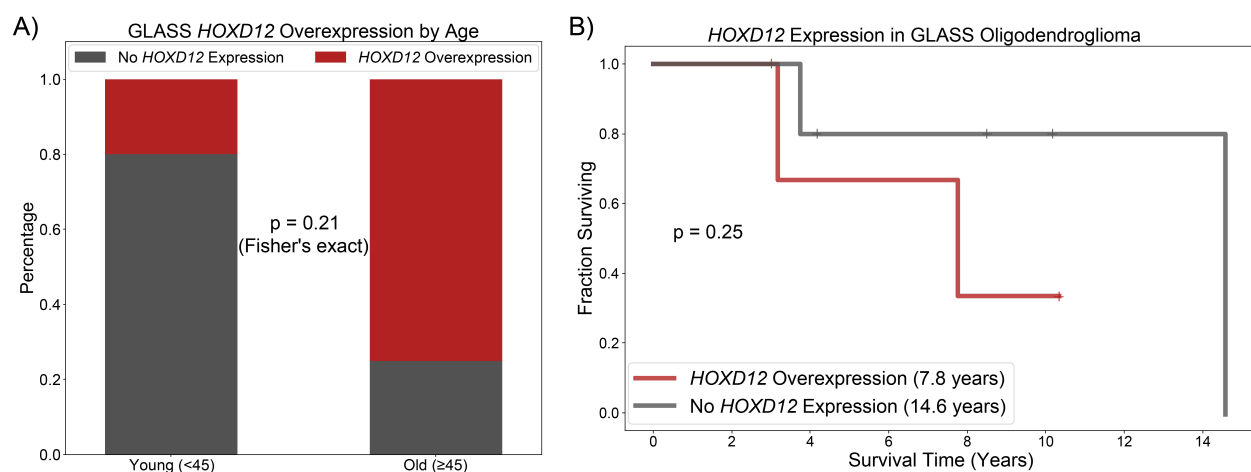 A)
GLASS HOXD12 Overexpression by Age
No HOXD12 Expression
HOXD12 Overexpression
Percentage
1.0
0.8
0.6
0.4
0.2
0.0
p = 0.21
(Fisher's exact)
Young (<45)
Old (≥45)
B)
HOXD12 Expression in GLASS Oligodendroglioma
Fraction Surviving
1.0
0.8
0.6
0.4
0.2
0.0
p = 0.25
HOXD12 Overexpression (7.8 years)
No HOXD12 Expression (14.6 years)
0
2
4
6
8
10
12
14
Survival Time (Years)